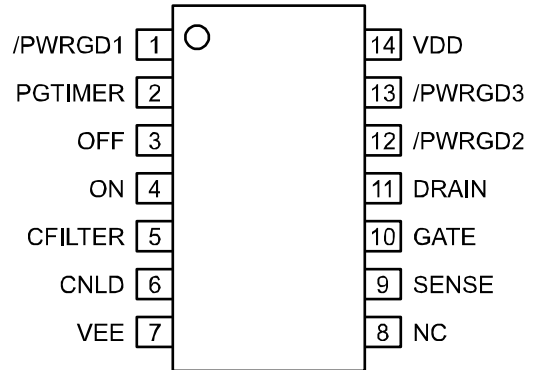 /PWRGD1 1 14 VDD
PGTIMER 2 13 /PWRGD3
OFF 3 12 /PWRGD2
ON 4 11 DRAIN
CFILTER 5 10 GATE
CNLD 6 9 SENSE
VEE 7 8 NC